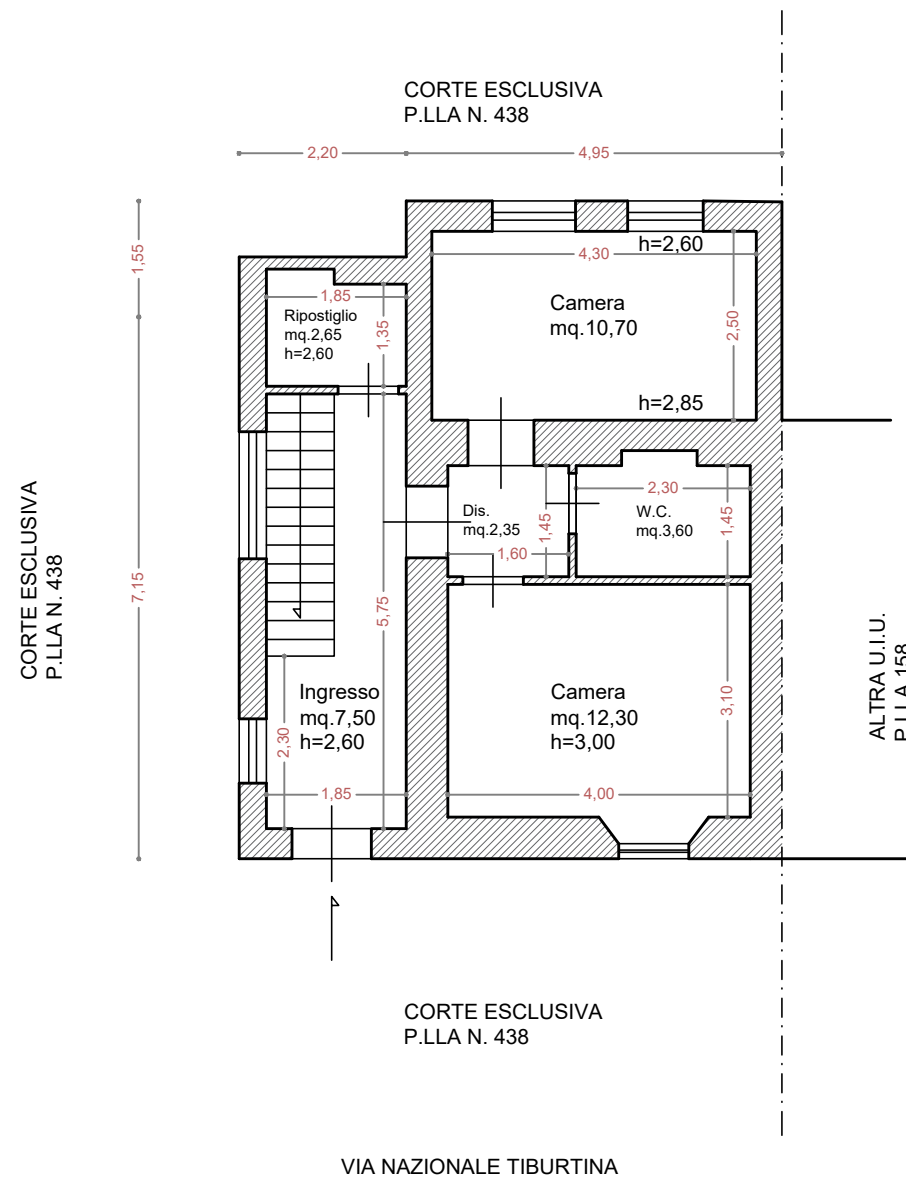 CORTE ESCLUSIVA
P.LLA N. 438
2,20
4,95
1,55
7,15
CORTE ESCLUSIVA
P.LLA N. 438
h=2,60
4,30
Camera
mq.10,70
2,50
h=2,85
1,85
Ripostiglio
mq.2,65
h=2,60
1,35
2,30
W.C.
mq.3,60
1,45
Dis.
mq.2,35
1,45
1,60
5,75
Ingresso
mq.7,50
h=2,60
2,30
1,85
Camera
mq.12,30
h=3,00
3,10
4,00
ALTRA U.I.U.
P.LLA 158
CORTE ESCLUSIVA
P.LLA N. 438
VIA NAZIONALE TIBURTINA